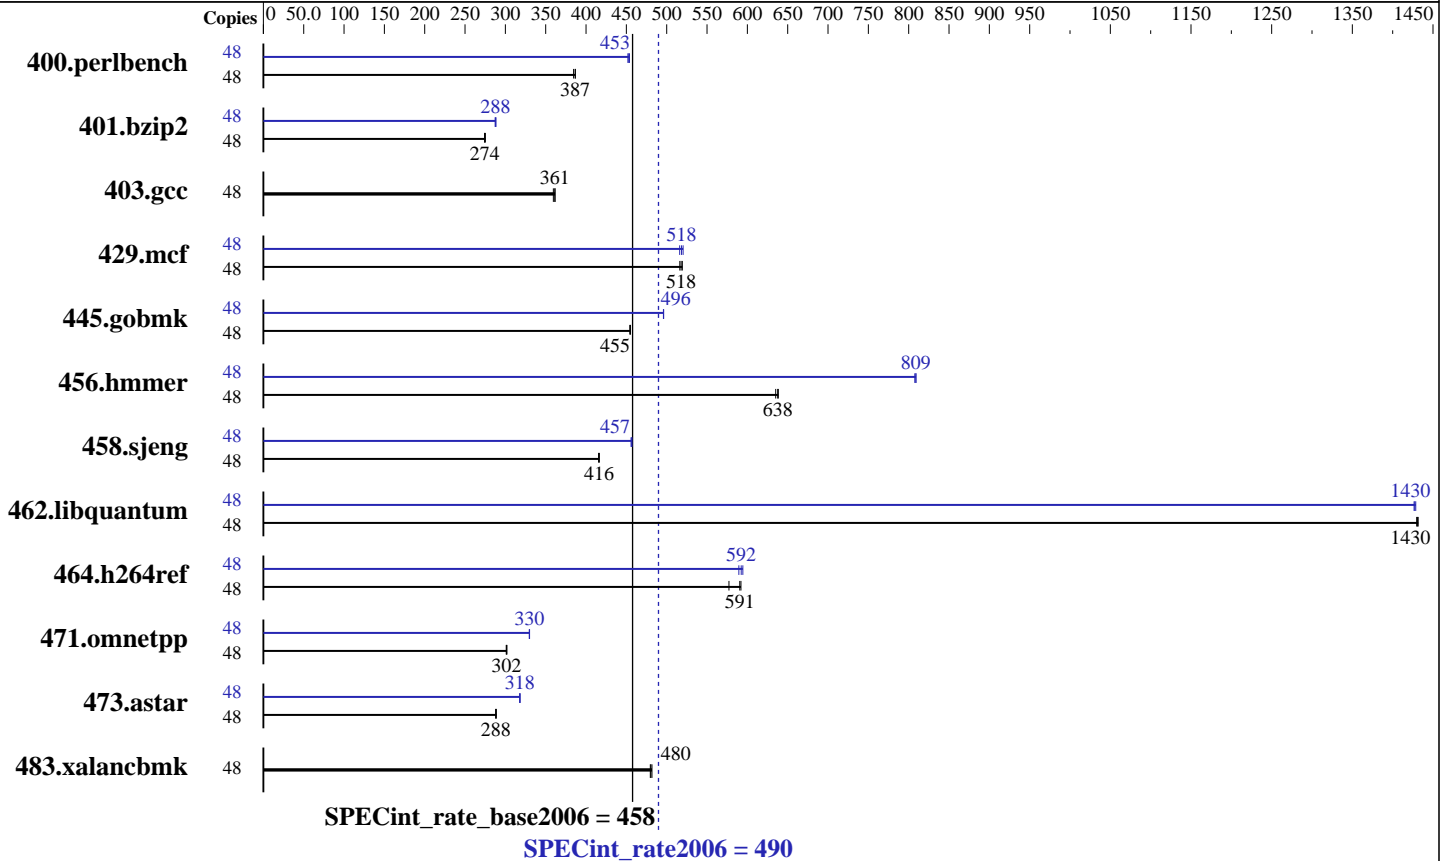 Copies 0 50.0 100 150 200 250 300 350 400 450 500 550 600 650 700 750 800 850 900 950 1050 1150 1250 1350 1450
400.perlbench 48 453
48 387
401.bzip2 48 288
48 274
403.gcc 48 361
429.mcf 48 518
48 518
445.gobmk 48 496
48 455
456.hmmer 48 809
48 638
458.sjeng 48 457
48 416
462.libquantum 48 1430
48 1430
464.h264ref 48 592
48 591
471.omnetpp 48 330
48 302
473.astar 48 318
48 288
483.xalancbmk 48 480
SPECint_rate_base2006 = 458
SPECint_rate2006 = 490